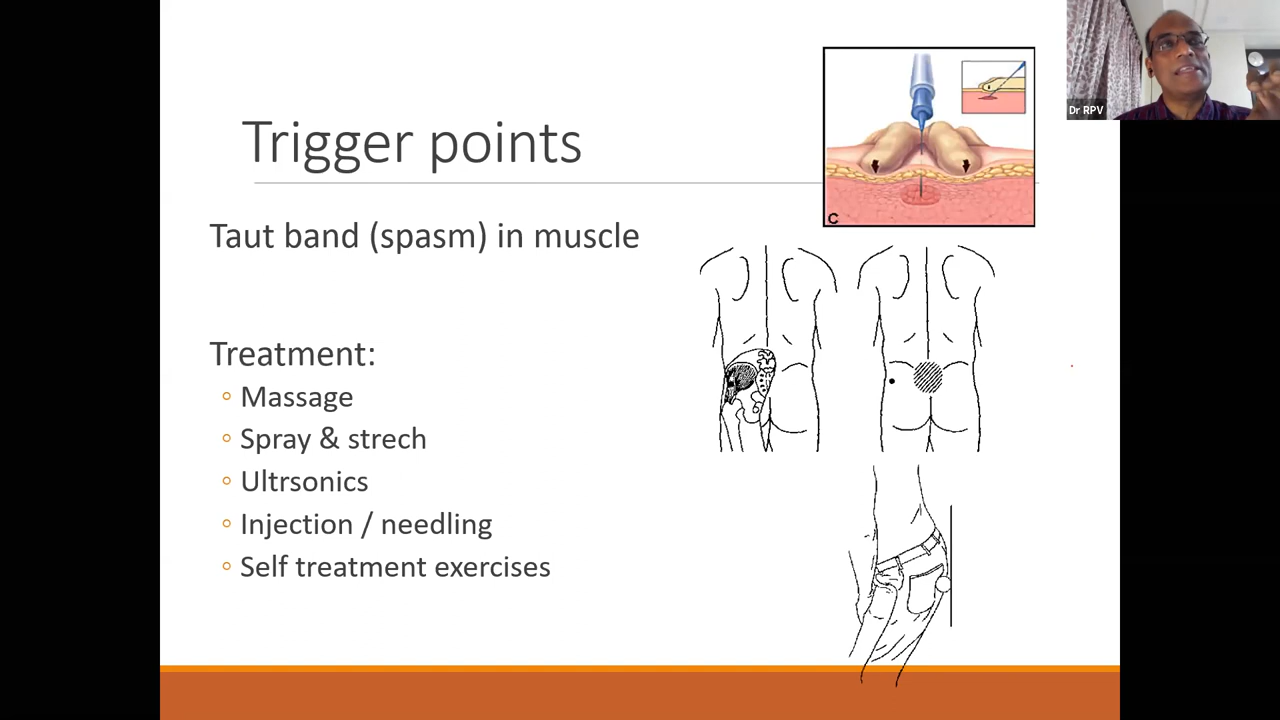 Trigger points
Taut band (spasm) in muscle
Treatment:
Massage
Spray & strech
Ultrsonics
Injection / needling
Self treatment exercises
C
Dr RPV